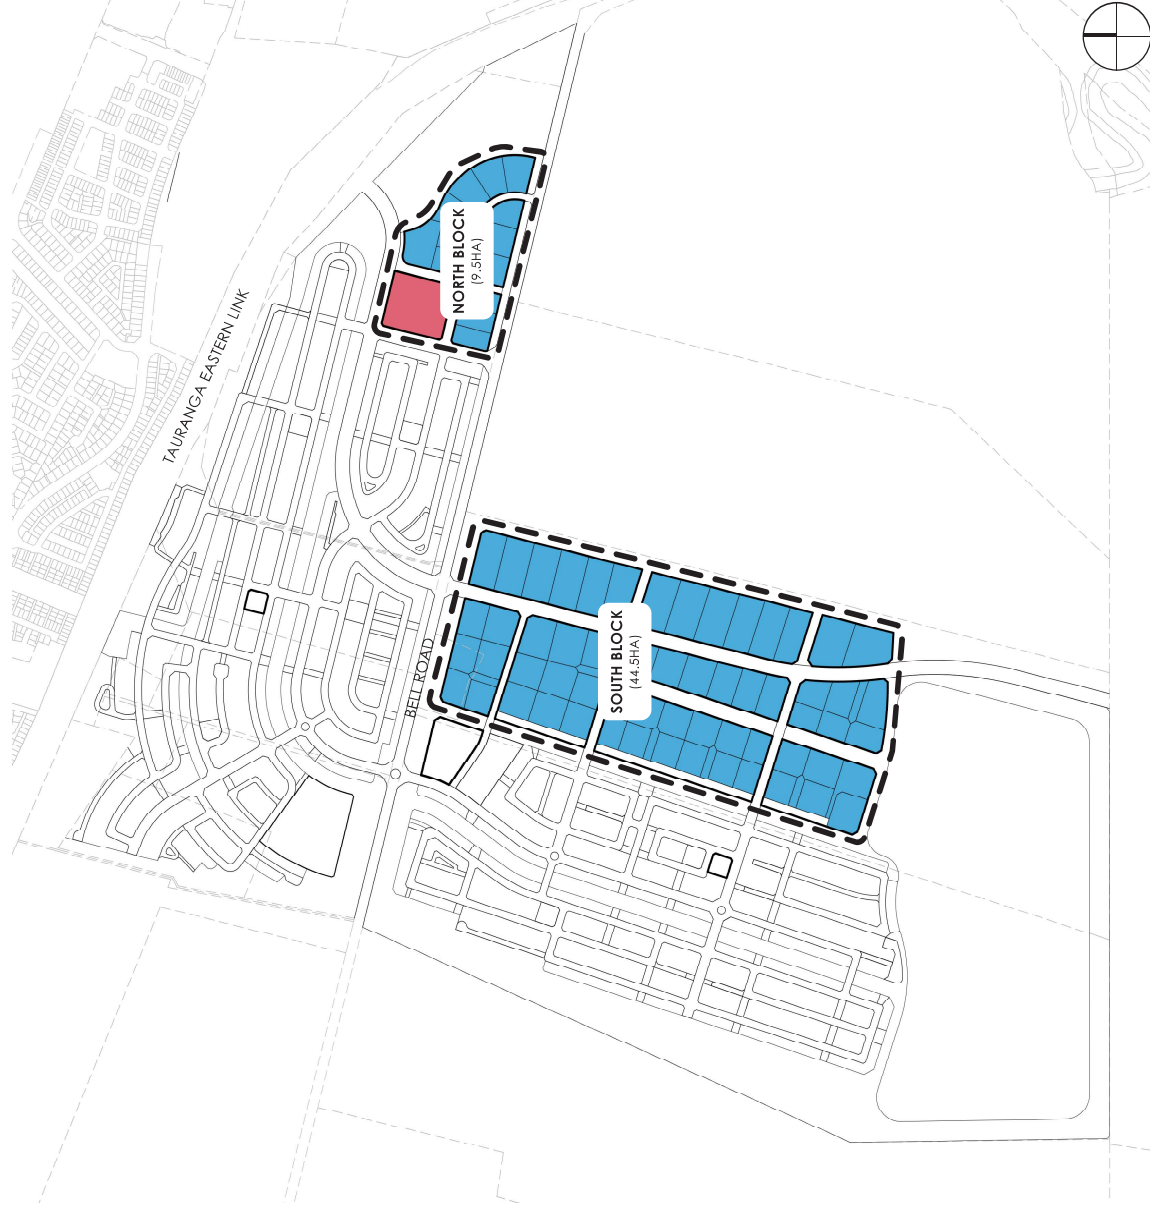 NORTH BLOCK
(9.5HA)
TAURANGA EASTERN LINK
SOUTH BLOCK
(44.5HA)
BELL ROAD